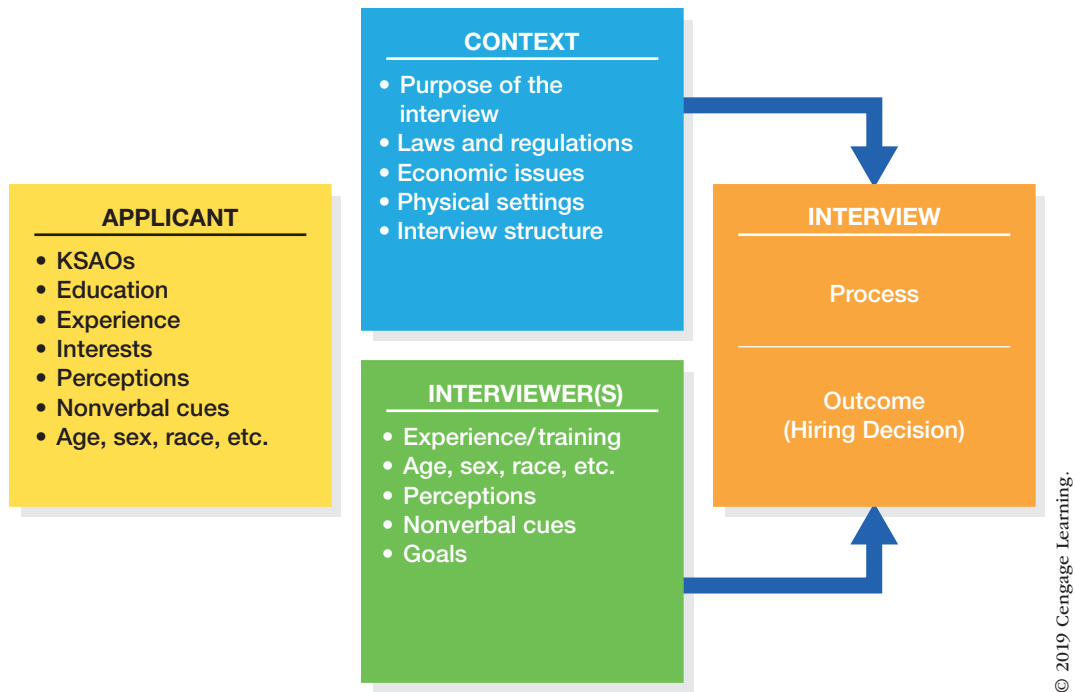 CONTEXT
• Purpose of the
interview
• Laws and regulations
• Economic issues
• Physical settings
• Interview structure
APPLICANT
• KSAOs
• Education
• Experience
• Interests
• Perceptions
• Nonverbal cues
• Age, sex, race, etc.
INTERVIEWER(S)
• Experience/training
• Age, sex, race, etc.
• Perceptions
• Nonverbal cues
• Goals
INTERVIEW
Process
Outcome
(Hiring Decision)
© 2019 Cengage Learning.